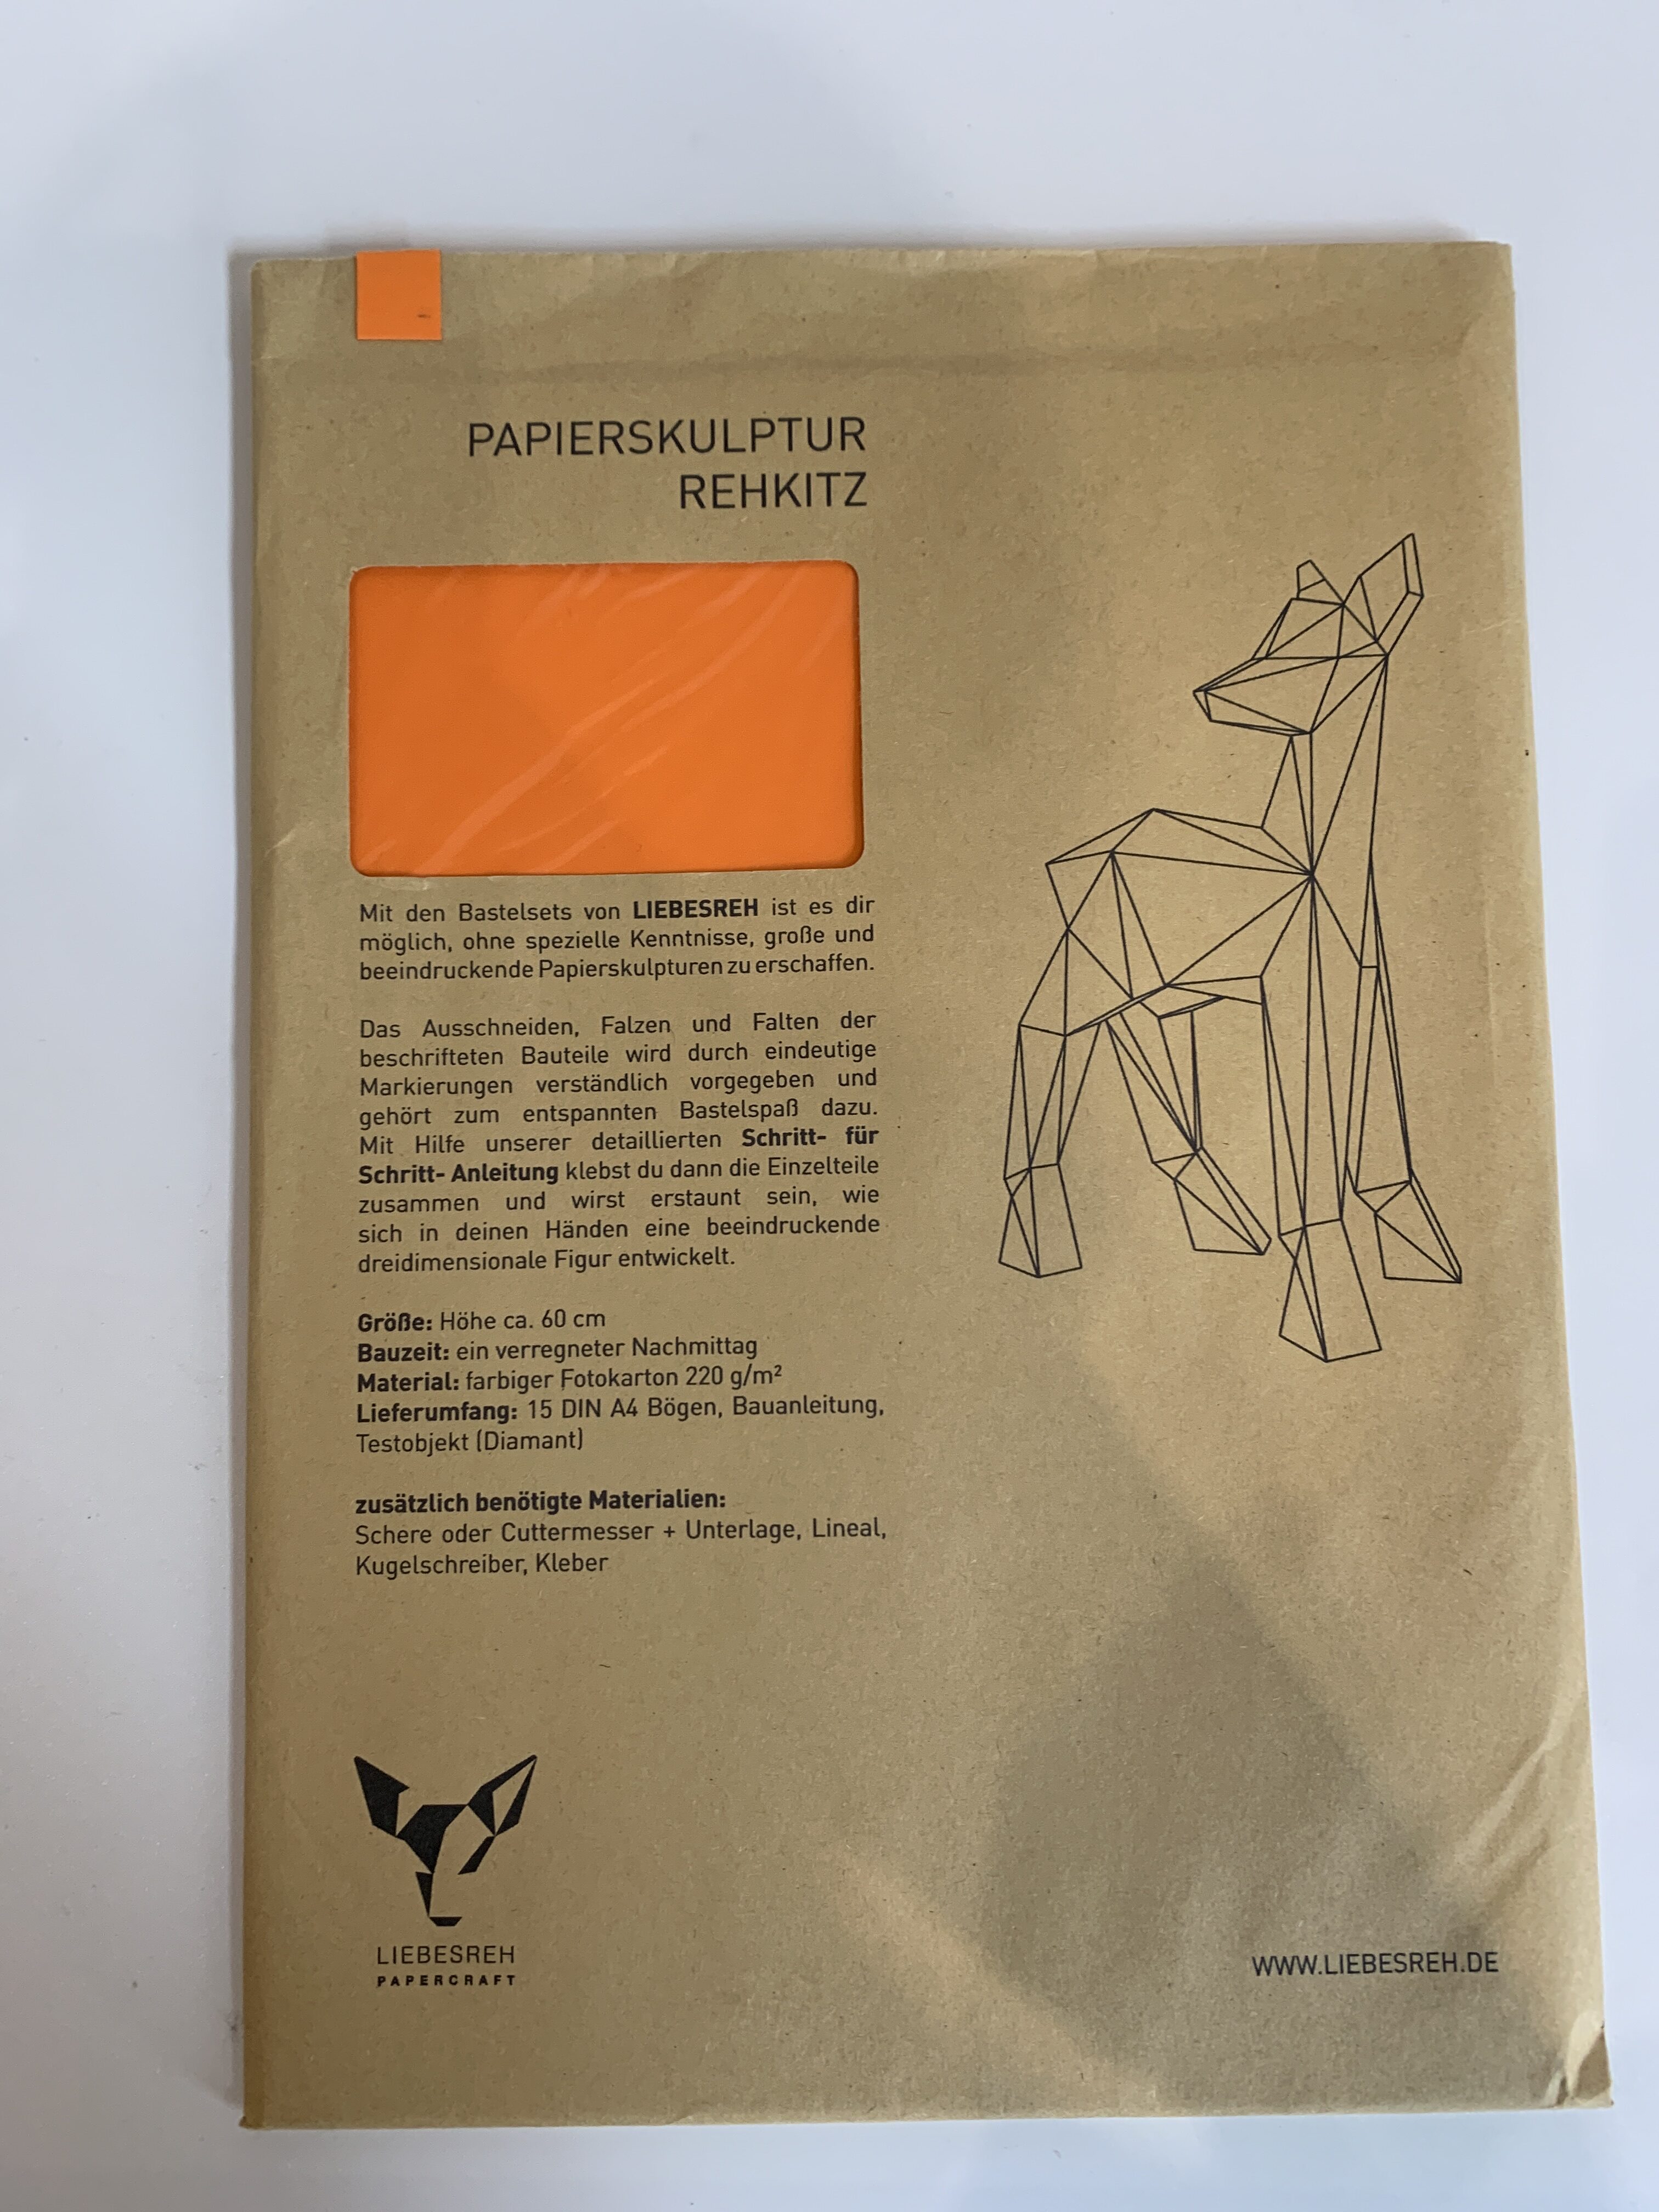 PAPIERSKULPTUR
REHKITZ
Mit den Bastelsets von LIEBESREH ist es dir
möglich, ohne spezielle Kenntnisse, große und
beeindruckende Papierskulpturen zu erschaffen.
Das Ausschneiden, Falzen und Falten der
beschrifteten Bauteile wird durch eindeutige
Markierungen verständlich vorgegeben und
gehört zum entspannten Bastelspaß dazu.
Mit Hilfe unserer detaillierten Schritt- für
Schritt- Anleitung klebst du dann die Einzelteile
zusammen und wirst erstaunt sein, wie
sich in deinen Händen eine beeindruckende
dreidimensionale Figur entwickelt.
Größe: Höhe ca. 60 cm
Bauzeit: ein verregneter Nachmittag
Material: farbiger Fotokarton 220 g/m²
Lieferumfang: 15 DIN A4 Bögen, Bauanleitung,
Testobjekt (Diamant)
zusätzlich benötigte Materialien:
Schere oder Cuttermesser + Unterlage, Lineal,
Kugelschreiber, Kleber
LIEBESREH
PAPERCRAFT
WWW.LIEBESREH.DE